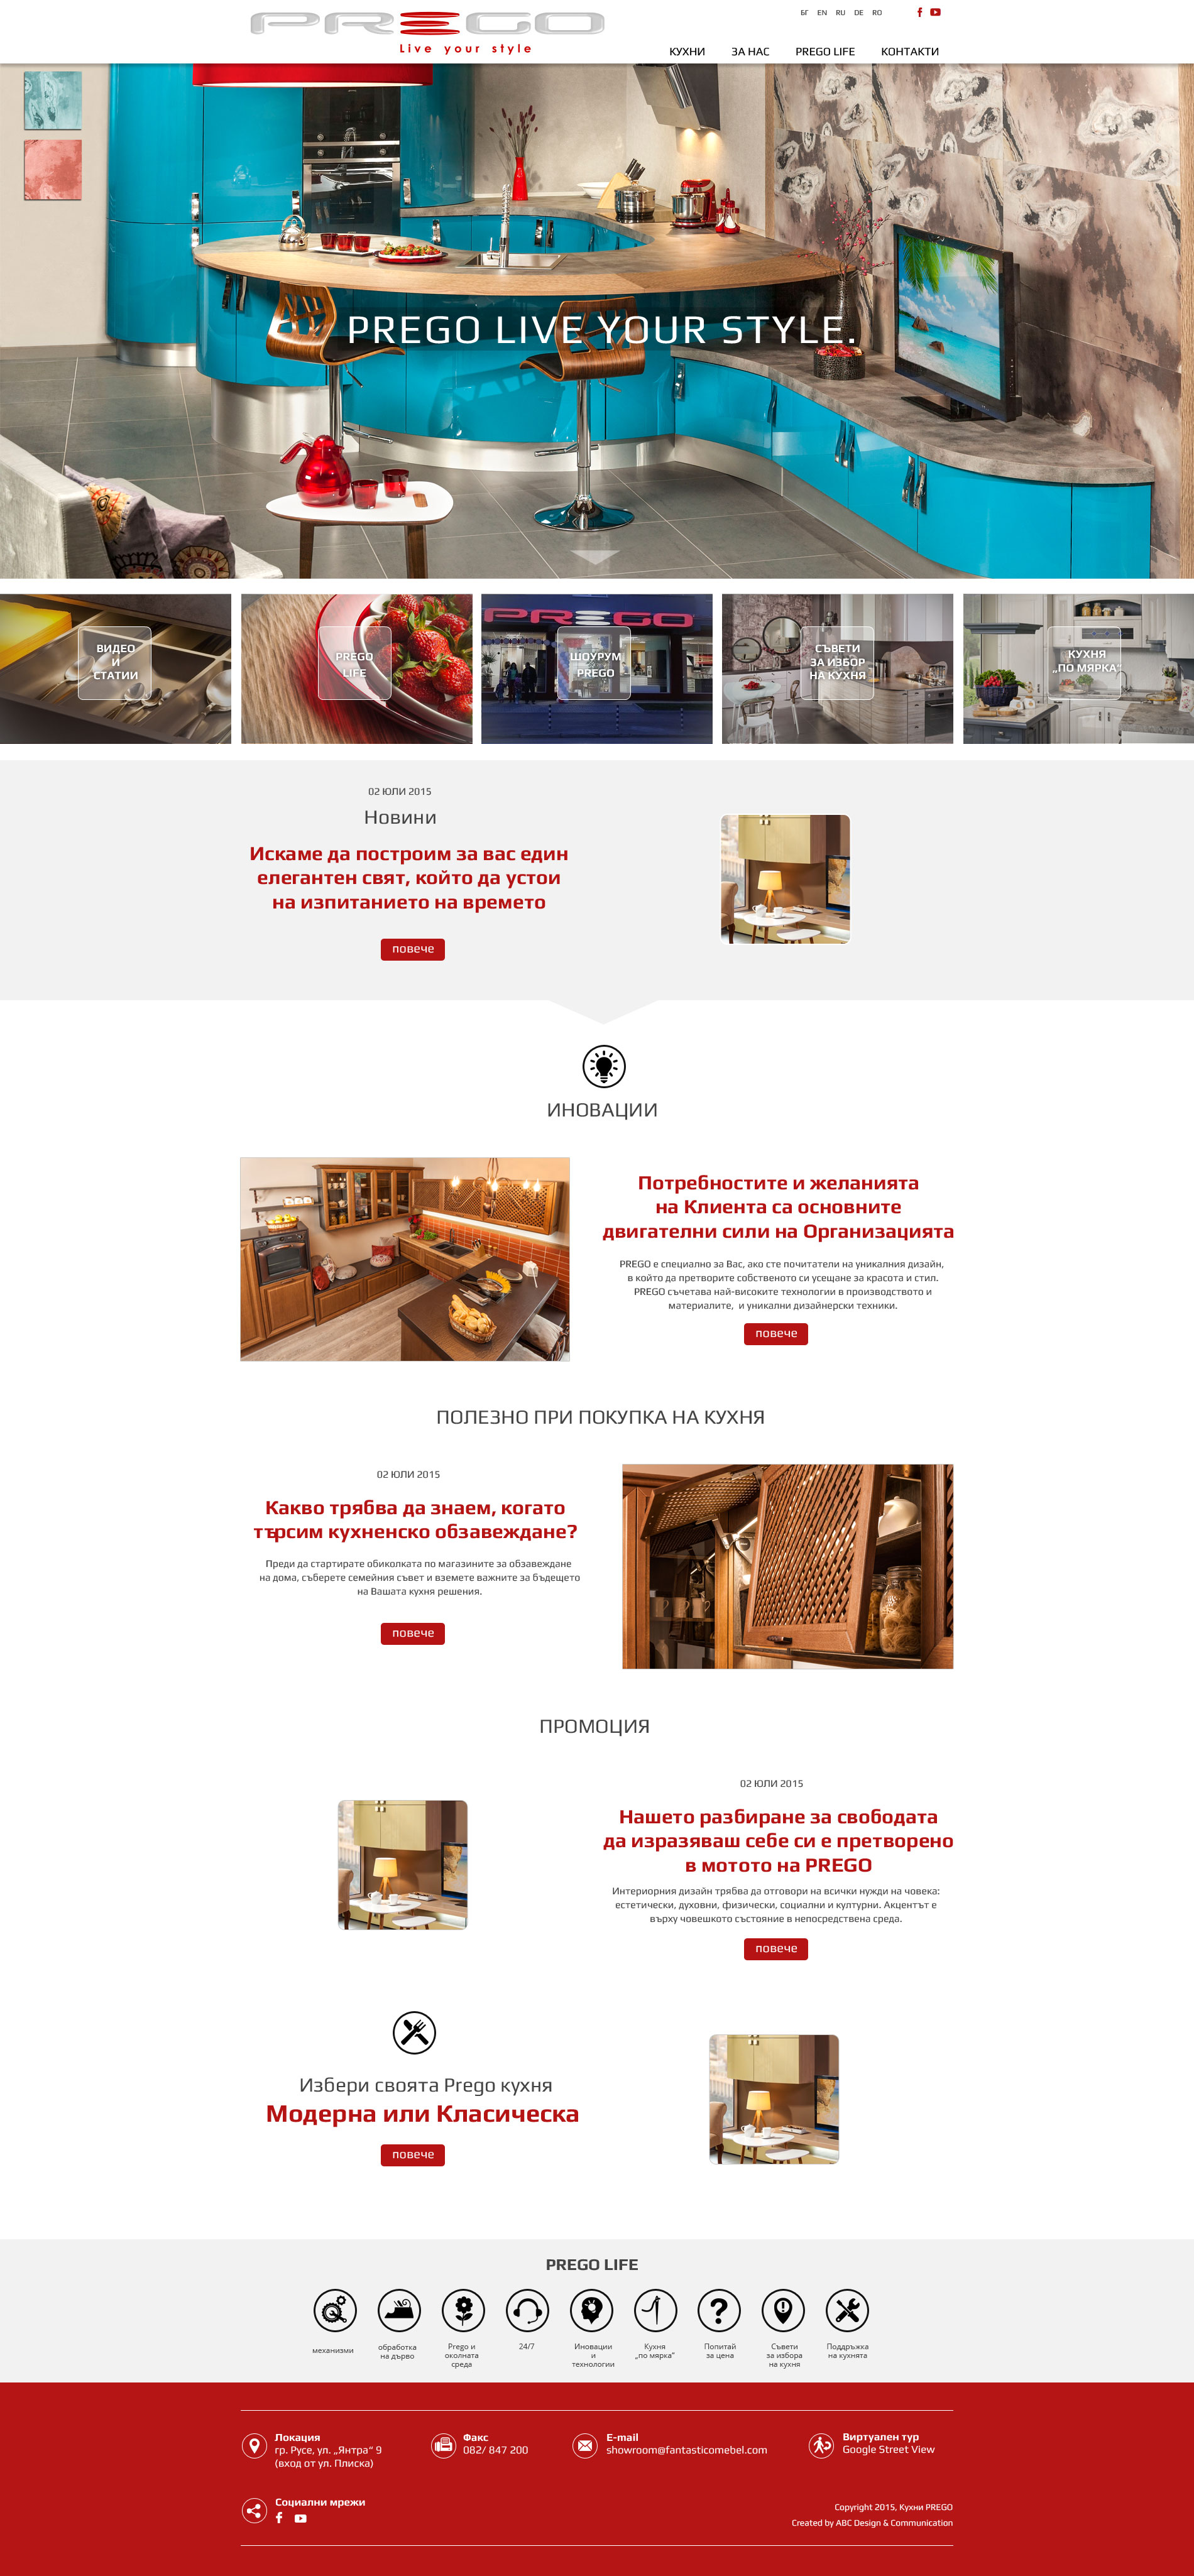 PREGO
Live your style
БГ EN RU DE RO
КУХНИ ЗА НАС PREGO LIFE КОНТАКТИ
PREGO LIVE YOUR STYLE.
ВИДЕО
И
СТАТИИ
PREGO
LIFE
PREGO
ШОУРУМ
PREGO
СЪВЕТИ
ЗА ИЗБОР
НА КУХНЯ
КУХНЯ
„ПО МЯРКА“
02 ЮЛИ 2015
Новини
Искаме да построим за вас един
елегантен свят, който да устои
на изпитанието на времето
повече
ИНОВАЦИИ
Потребностите и желанията
на Клиента са основните
двигателни сили на Организацията
PREGO е специално за Вас, ако сте почитатели на уникалния дизайн,
в който да претворите собственото си усещане за красота и стил.
PREGO съчетава най-високите технологии в производството и
материалите, и уникални дизайнерски техники.
повече
ПОЛЕЗНО ПРИ ПОКУПКА НА КУХНЯ
02 ЮЛИ 2015
Какво трябва да знаем, когато
търсим кухненско обзавеждане?
Преди да стартирате обиколката по магазините за обзавеждане
на дома, съберете семейния съвет и вземете важните за бъдещето
на Вашата кухня решения.
повече
ПРОМОЦИЯ
02 ЮЛИ 2015
Нашето разбиране за свободата
да изразяваш себе си е претворено
в мотото на PREGO
Интериорния дизайн трябва да отговори на всички нужди на човека:
естетически, духовни, физически, социални и културни. Акцентът е
върху човешкото състояние в непосредствена среда.
повече
Избери своята Prego кухня
Модерна или Класическа
повече
PREGO LIFE
механизми
обработка
на дърво
Prego и
околната
среда
24/7
Иновации
и
технологии
Кухня
„по мярка“
Попитай
за цена
Съвети
за избора
на кухня
Поддръжка
на кухнята
Локация
гр. Русе, ул. „Янтра“ 9
(вход от ул. Плиска)
Факс
082/ 847 200
E-mail
showroom@fantasticomebel.com
Виртуален тур
Google Street View
Социални мрежи
Copyright 2015, Кухни PREGO
Created by ABC Design & Communication